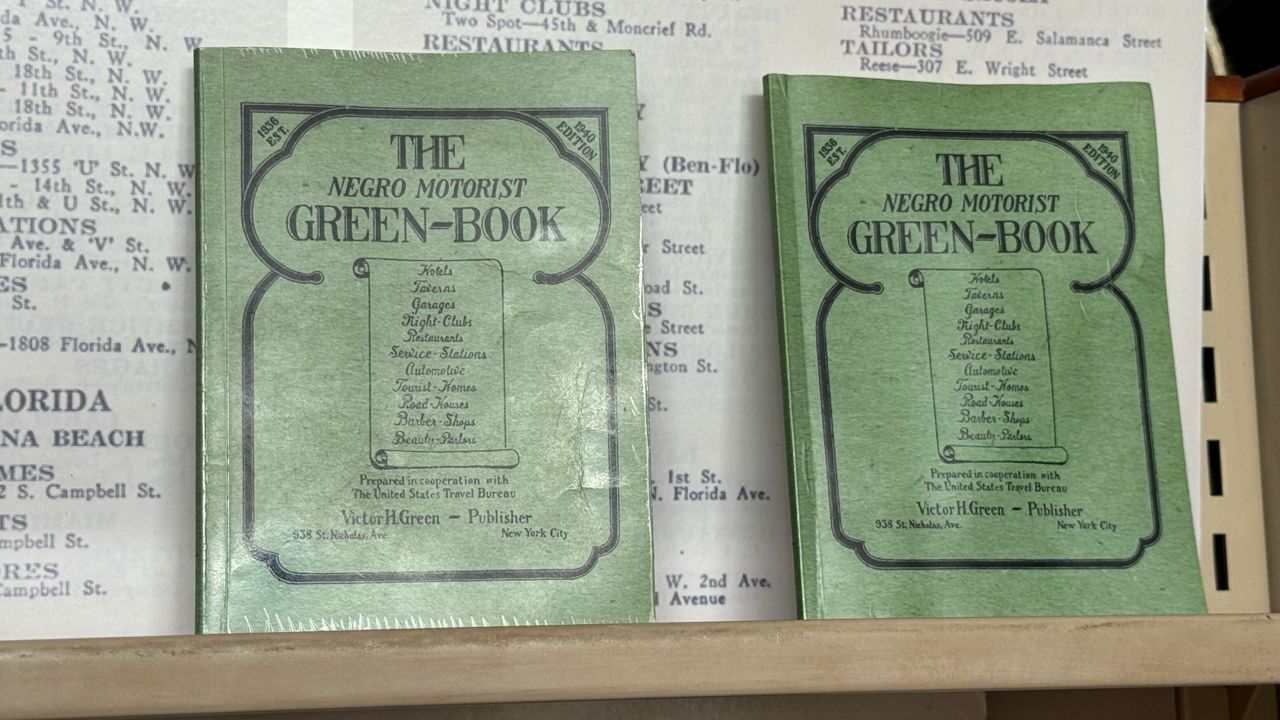 T St. N. W.
da Ave., N. W.
5 - 9th St., N. W.
th St., N. W.
18th St., N. W.
- 11th St., N. W.
18th St., N. W.
orida Ave., N.W.
S
—1355 'U' St. N. W.
- 14th St., N. W.
1th & U St., N. W.
ATIONS
Ave. & 'V' St.
Florida Ave., N. W.
ES
St.
—1808 Florida Ave., N
LORIDA
NA BEACH
MES
2 S. Campbell St.
TS
mpbell St.
ORES
Campbell St.
NIGHT CLUBS
Two Spot—45th & Moncrief Rd.
RESTAURANTS
Y (Ben-Flo)
REET
eet
r Street
oad St.
S
e Street
NS
ngton St.
St.
1st St.
N. Florida Ave.
W. 2nd Ave.
Avenue
RESTAURANTS
Rhumboogie—509 E. Salamanca Street
TAILORS
Reese—307 E. Wright Street
1936
EST.
1940
EDITION
THE
NEGRO MOTORIST
GREEN-BOOK
Hotels
Taverns
Garages
Night-Clubs
Restaurants
Service-Stations
Automotive
Tourist-Homes
Road-Houses
Barber-Shops
Beauty-Parlors
Prepared in cooperation with
The United States Travel Bureau
Victor H. Green — Publisher
938 St. Nicholas, Ave. New York City
1936
EST.
1940
EDITION
THE
NEGRO MOTORIST
GREEN-BOOK
Hotels
Taverns
Garages
Night-Clubs
Restaurants
Service-Stations
Automotive
Tourist-Homes
Road-Houses
Barber-Shops
Beauty-Parlors
Prepared in cooperation with
The United States Travel Bureau
Victor H. Green — Publisher
938 St. Nicholas, Ave. New York City